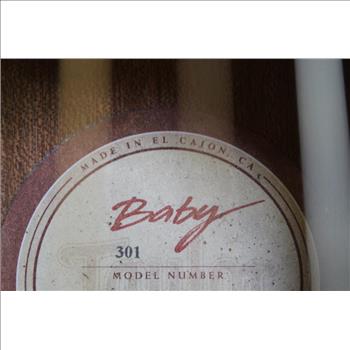 MADE IN EL CAJON, CA
Baby
301
MODEL NUMBER